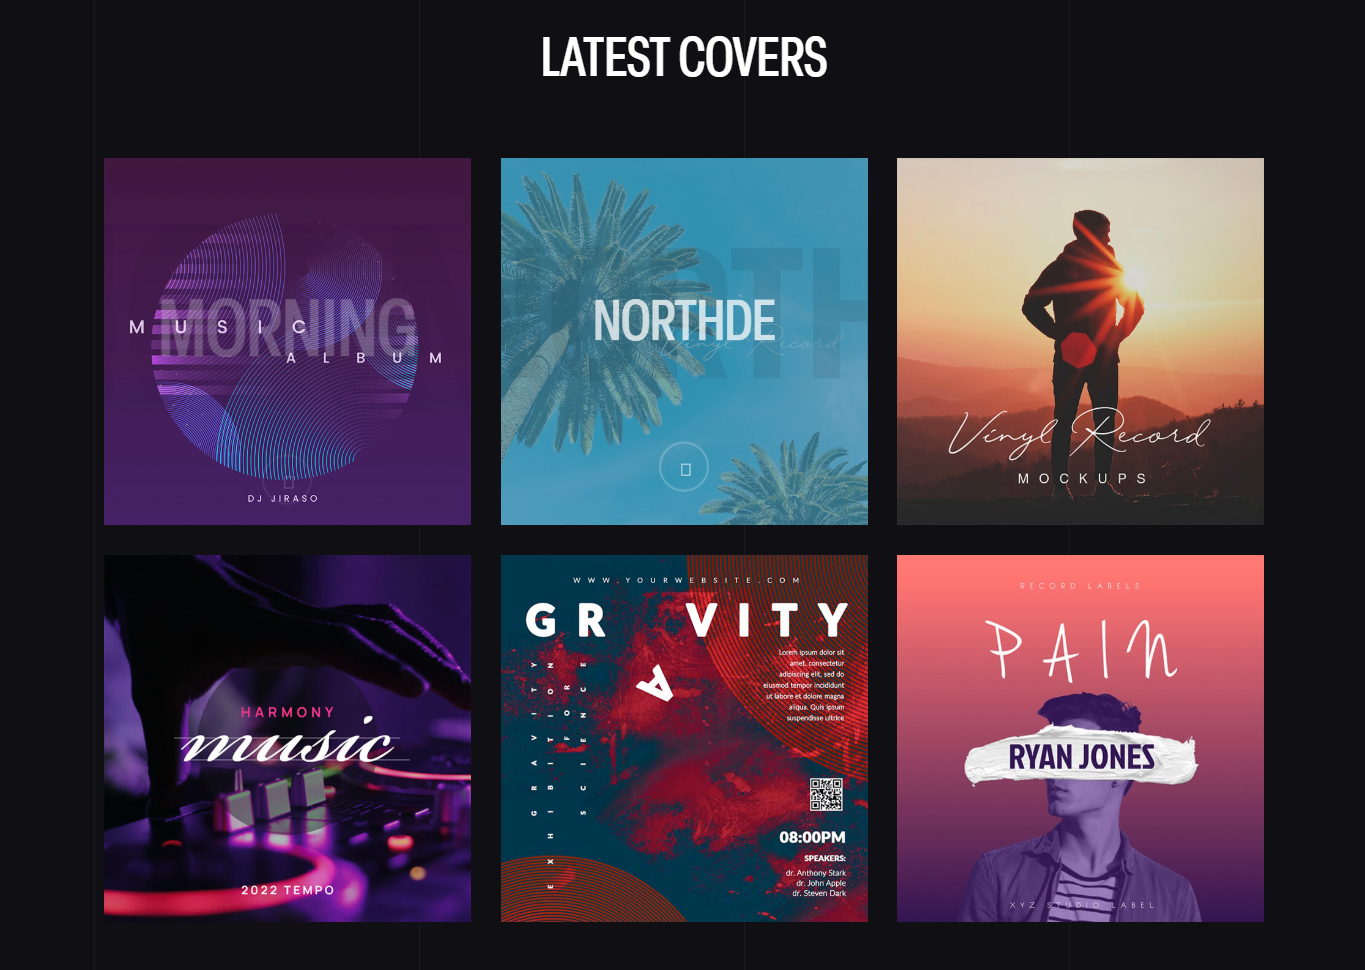 LATEST COVERS
MORNING
M U S I C
A L B U M
DJ JIRASO
NORTHDE
RTH
Vinyl Record
Vinyl Record
MOCKUPS
HARMONY
music
2022 TEMPO
WWW.YOURWEBSITE.COM
GR VITY
A
Lorem ipsum dolor sit
amet, consectetur
adipiscing elit, sed do
eiusmod tempor incididunt
ut labore et dolore magna
aliqua. Quis ipsum
suspendisse ultrice
GRAVITY
EXHIBITION
FOR
SCIENCE
08:00PM
SPEAKERS:
dr. Anthony Stark
dr. John Apple
dr. Steven Dark
RECORD LABELS
PAIN
RYAN JONES
XYZ STUDIO LABEL